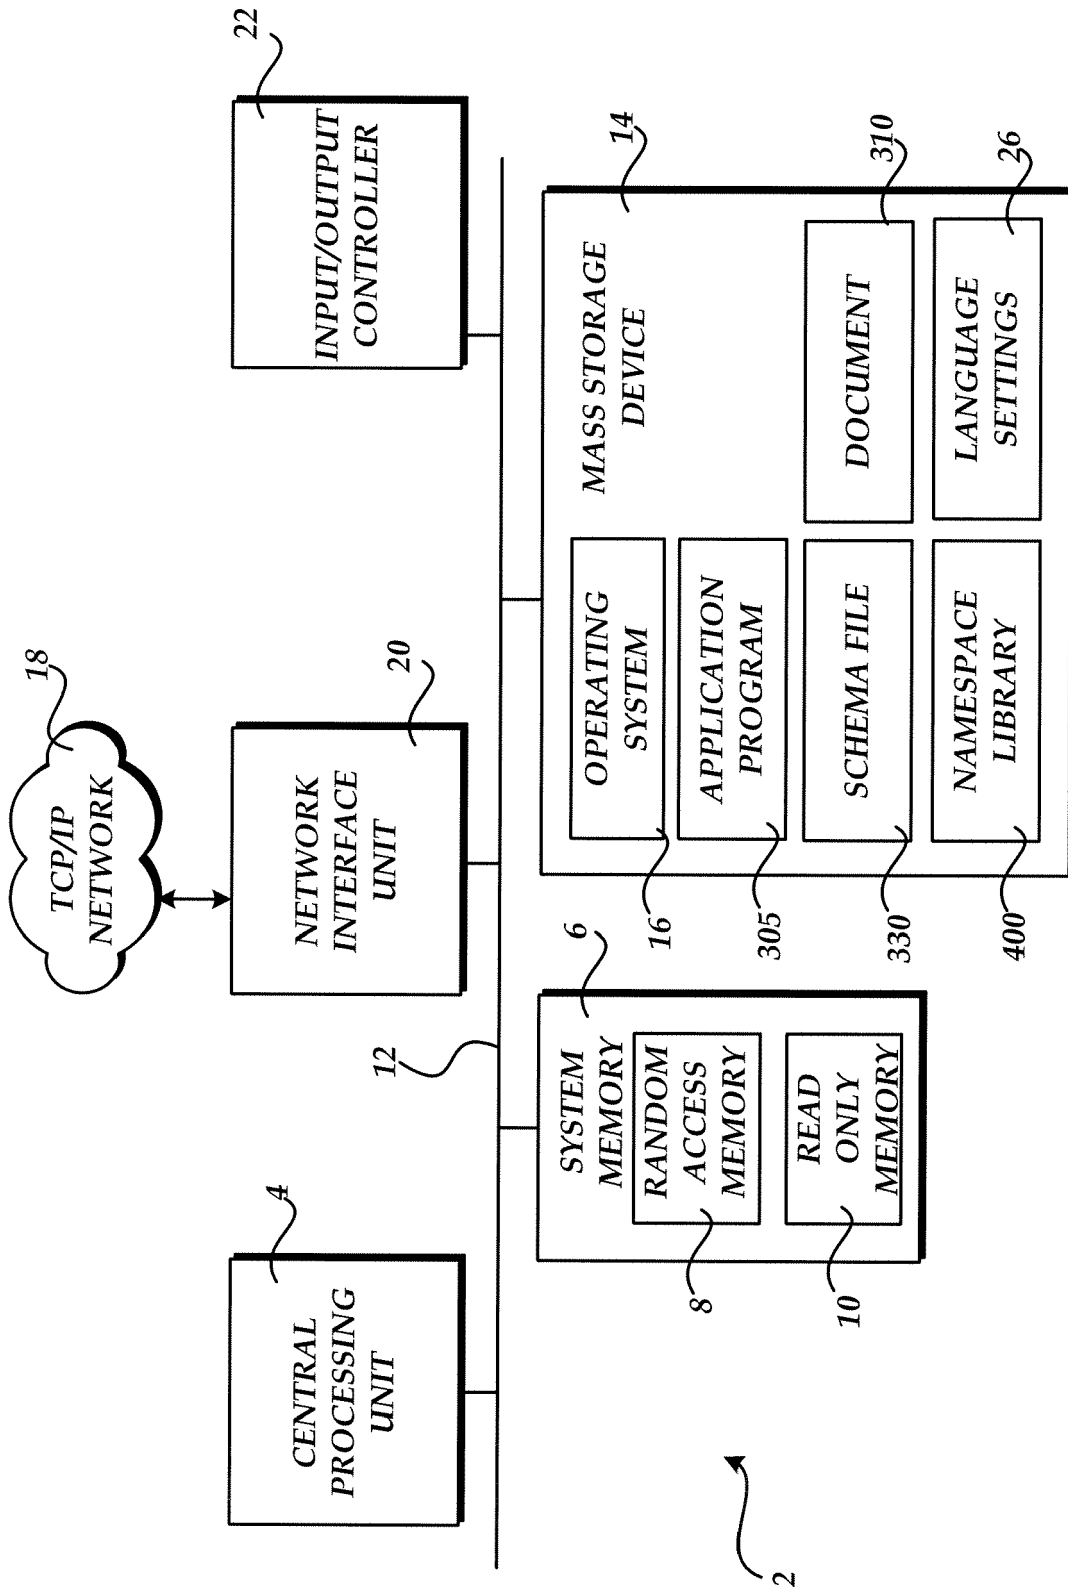 18
TCP/IP
NETWORK
4
CENTRAL
PROCESSING
UNIT
20
NETWORK
INTERFACE
UNIT
22
INPUT/OUTPUT
CONTROLLER
12
6
SYSTEM
MEMORY
RANDOM
ACCESS
MEMORY
8
READ
ONLY
MEMORY
10
14
MASS STORAGE
DEVICE
OPERATING
SYSTEM
16
APPLICATION
PROGRAM
305
SCHEMA FILE
330
DOCUMENT
310
NAMESPACE
LIBRARY
400
LANGUAGE
SETTINGS
26
2